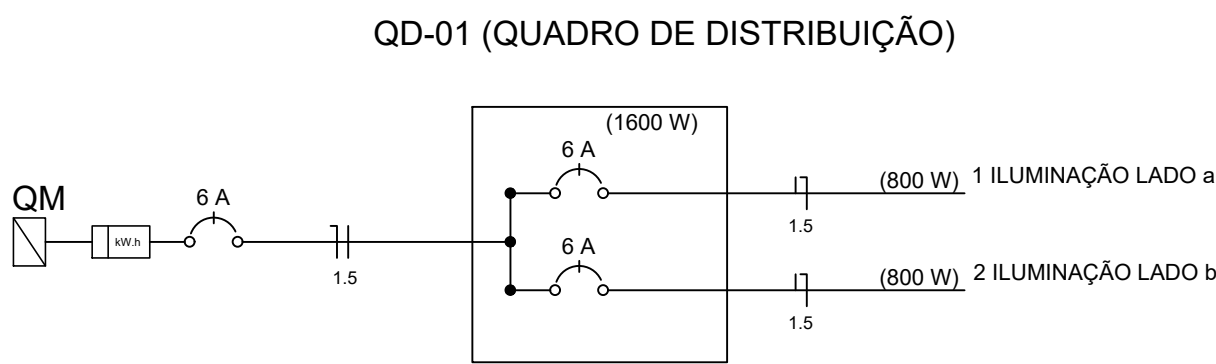 QD-01 (QUADRO DE DISTRIBUIÇÃO)
(1600 W)
6 A
(800 W) 1 ILUMINAÇÃO LADO a
1.5
QM
kW.h
6 A
1.5
6 A
(800 W) 2 ILUMINAÇÃO LADO b
1.5